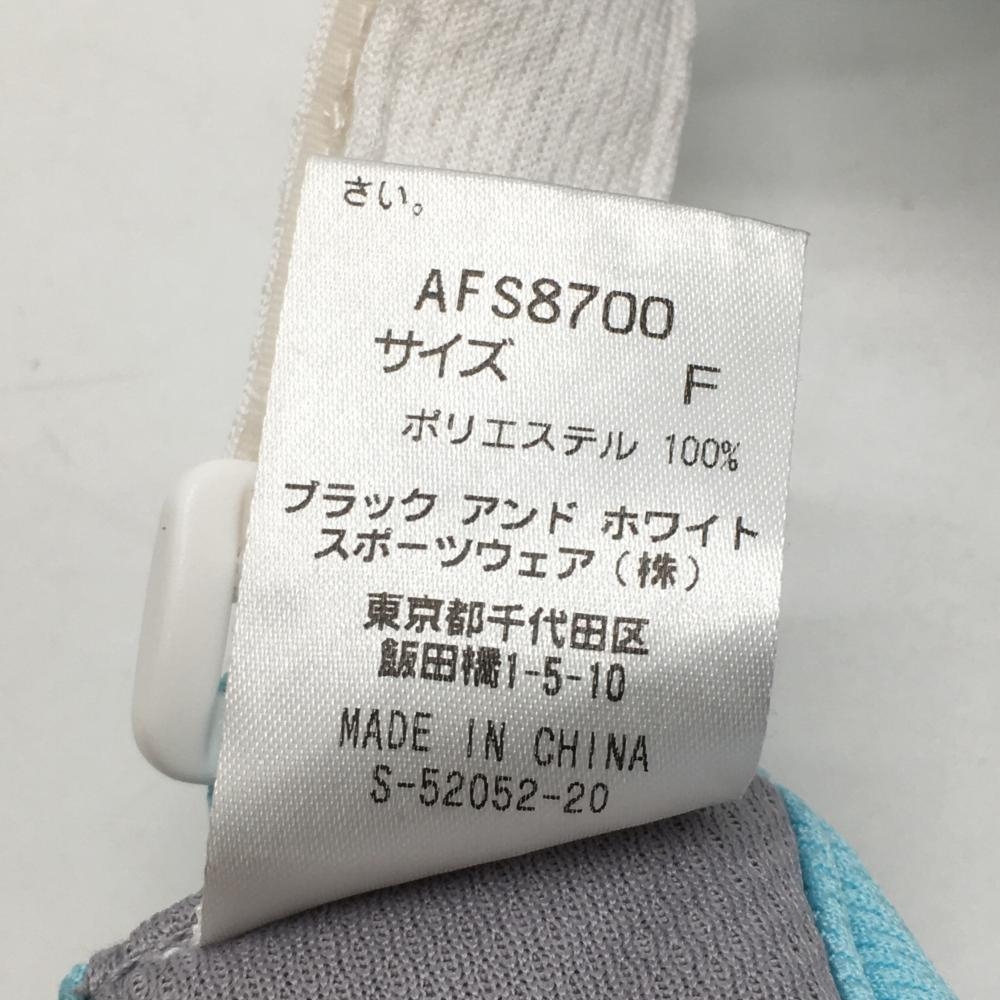 さい。
AFS8700
サイズ F
ポリエステル 100%
ブラック アンド ホワイト
スポーツウェア(株)
東京都千代田区
飯田橋1-5-10
MADE IN CHINA
S-52052-20